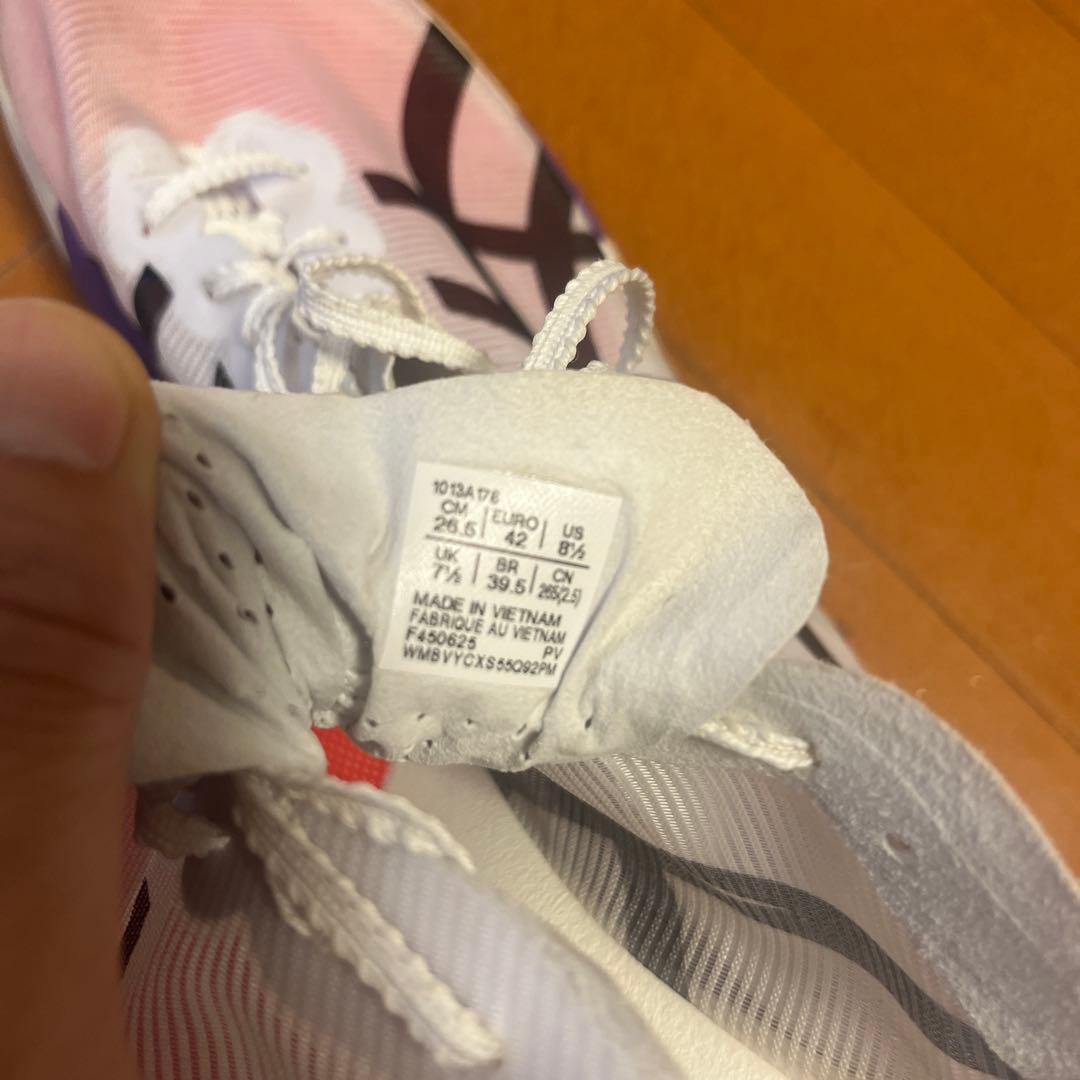 1013A176
CM EURO US
26.5 42 8½
UK BR CN
7½ 39.5 265(2.5)
MADE IN VIETNAM
FABRIQUE AU VIETNAM
F450625 PV
WMBVYCXS55Q92PM